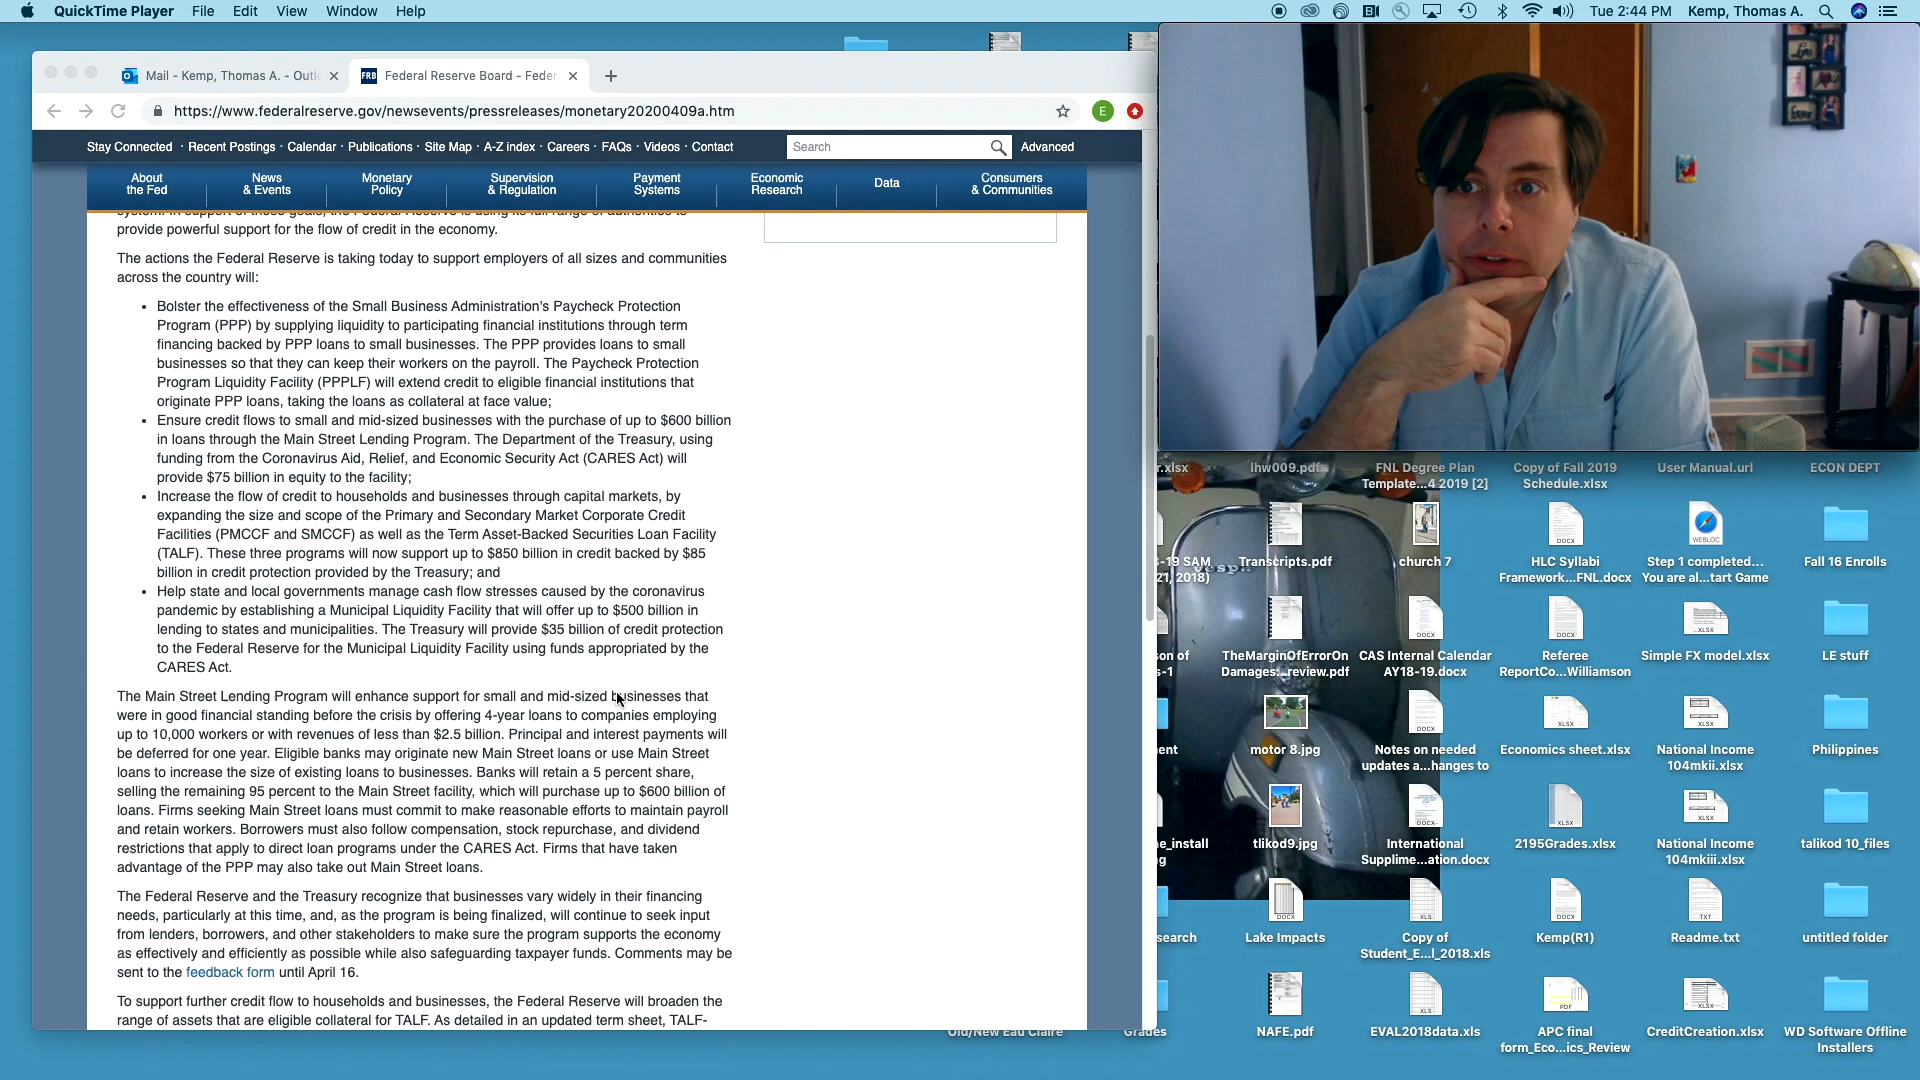 QuickTime Player File Edit View Window Help
Tue 2:44 PM Kemp, Thomas A.
Mail - Kemp, Thomas A. - Outl
FRB Federal Reserve Board - Feder
https://www.federalreserve.gov/newsevents/pressreleases/monetary20200409a.htm
E
Stay Connected · Recent Postings · Calendar · Publications · Site Map · A-Z index · Careers · FAQs · Videos · Contact
Search
Advanced
About the Fed
News & Events
Monetary Policy
Supervision & Regulation
Payment Systems
Economic Research
Data
Consumers & Communities
system. In support of these goals, the Federal Reserve is using its full range of authorities to
provide powerful support for the flow of credit in the economy.
The actions the Federal Reserve is taking today to support employers of all sizes and communities
across the country will:
• Bolster the effectiveness of the Small Business Administration's Paycheck Protection
Program (PPP) by supplying liquidity to participating financial institutions through term
financing backed by PPP loans to small businesses. The PPP provides loans to small
businesses so that they can keep their workers on the payroll. The Paycheck Protection
Program Liquidity Facility (PPPLF) will extend credit to eligible financial institutions that
originate PPP loans, taking the loans as collateral at face value;
• Ensure credit flows to small and mid-sized businesses with the purchase of up to $600 billion
in loans through the Main Street Lending Program. The Department of the Treasury, using
funding from the Coronavirus Aid, Relief, and Economic Security Act (CARES Act) will
provide $75 billion in equity to the facility;
• Increase the flow of credit to households and businesses through capital markets, by
expanding the size and scope of the Primary and Secondary Market Corporate Credit
Facilities (PMCCF and SMCCF) as well as the Term Asset-Backed Securities Loan Facility
(TALF). These three programs will now support up to $850 billion in credit backed by $85
billion in credit protection provided by the Treasury; and
• Help state and local governments manage cash flow stresses caused by the coronavirus
pandemic by establishing a Municipal Liquidity Facility that will offer up to $500 billion in
lending to states and municipalities. The Treasury will provide $35 billion of credit protection
to the Federal Reserve for the Municipal Liquidity Facility using funds appropriated by the
CARES Act.
The Main Street Lending Program will enhance support for small and mid-sized businesses that
were in good financial standing before the crisis by offering 4-year loans to companies employing
up to 10,000 workers or with revenues of less than $2.5 billion. Principal and interest payments will
be deferred for one year. Eligible banks may originate new Main Street loans or use Main Street
loans to increase the size of existing loans to businesses. Banks will retain a 5 percent share,
selling the remaining 95 percent to the Main Street facility, which will purchase up to $600 billion of
loans. Firms seeking Main Street loans must commit to make reasonable efforts to maintain payroll
and retain workers. Borrowers must also follow compensation, stock repurchase, and dividend
restrictions that apply to direct loan programs under the CARES Act. Firms that have taken
advantage of the PPP may also take out Main Street loans.
The Federal Reserve and the Treasury recognize that businesses vary widely in their financing
needs, particularly at this time, and, as the program is being finalized, will continue to seek input
from lenders, borrowers, and other stakeholders to make sure the program supports the economy
as effectively and efficiently as possible while also safeguarding taxpayer funds. Comments may be
sent to the feedback form until April 16.
To support further credit flow to households and businesses, the Federal Reserve will broaden the
range of assets that are eligible collateral for TALF. As detailed in an updated term sheet, TALF-
r.xlsx
lhw009.pdf
FNL Degree Plan
Template...4 2019 [2]
Copy of Fall 2019
Schedule.xlsx
User Manual.url
ECON DEPT
-19 SAM
21, 2018)
Transcripts.pdf
church 7
HLC Syllabi
Framework...FNL.docx
Step 1 completed...
You are al...tart Game
Fall 16 Enrolls
son of
s-1
TheMarginOfErrorOn
Damages...review.pdf
CAS Internal Calendar
AY18-19.docx
Referee
ReportCo...Williamson
Simple FX model.xlsx
LE stuff
ent
motor 8.jpg
Notes on needed
updates a...hanges to
Economics sheet.xlsx
National Income
104mkii.xlsx
Philippines
e_install
g
tlikod9.jpg
International
Supplime...ation.docx
2195Grades.xlsx
National Income
104mkiii.xlsx
talikod 10_files
search
Lake Impacts
Copy of
Student_E...l_2018.xls
Kemp(R1)
Readme.txt
untitled folder
Old/New Eau Claire
Grades
NAFE.pdf
EVAL2018data.xls
APC final
form_Eco...ics_Review
CreditCreation.xlsx
WD Software Offline
Installers